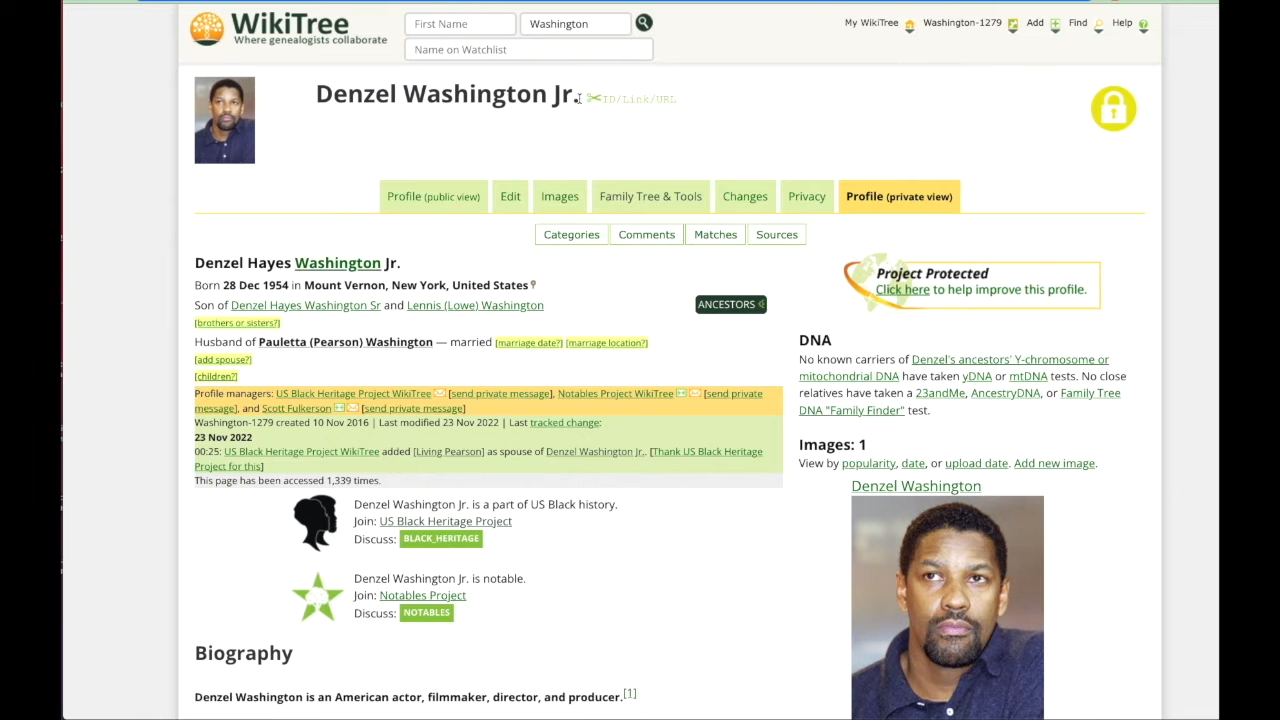 WikiTree
Where genealogists collaborate
First Name
Washington
Name on Watchlist
My WikiTree
Washington-1279
Add
Find
Help
Denzel Washington Jr.
ID/Link/URL
Profile (public view)
Edit
Images
Family Tree & Tools
Changes
Privacy
Profile (private view)
Categories
Comments
Matches
Sources
Denzel Hayes Washington Jr.
Born 28 Dec 1954 in Mount Vernon, New York, United States
Son of Denzel Hayes Washington Sr and Lennis (Lowe) Washington
ANCESTORS
[brothers or sisters?]
Husband of Pauletta (Pearson) Washington — married [marriage date?] [marriage location?]
[add spouse?]
[children?]
Profile managers: US Black Heritage Project WikiTree [send private message], Notables Project WikiTree [send private
message], and Scott Fulkerson [send private message]
Washington-1279 created 10 Nov 2016 | Last modified 23 Nov 2022 | Last tracked change:
23 Nov 2022
00:25: US Black Heritage Project WikiTree added [Living Pearson] as spouse of Denzel Washington Jr.. [Thank US Black Heritage
Project for this]
This page has been accessed 1,339 times.
Denzel Washington Jr. is a part of US Black history.
Join: US Black Heritage Project
Discuss: BLACK_HERITAGE
Denzel Washington Jr. is notable.
Join: Notables Project
Discuss: NOTABLES
Biography
Denzel Washington is an American actor, filmmaker, director, and producer.[1]
Project Protected
Click here to help improve this profile.
DNA
No known carriers of Denzel's ancestors' Y-chromosome or
mitochondrial DNA have taken yDNA or mtDNA tests. No close
relatives have taken a 23andMe, AncestryDNA, or Family Tree
DNA "Family Finder" test.
Images: 1
View by popularity, date, or upload date. Add new image.
Denzel Washington